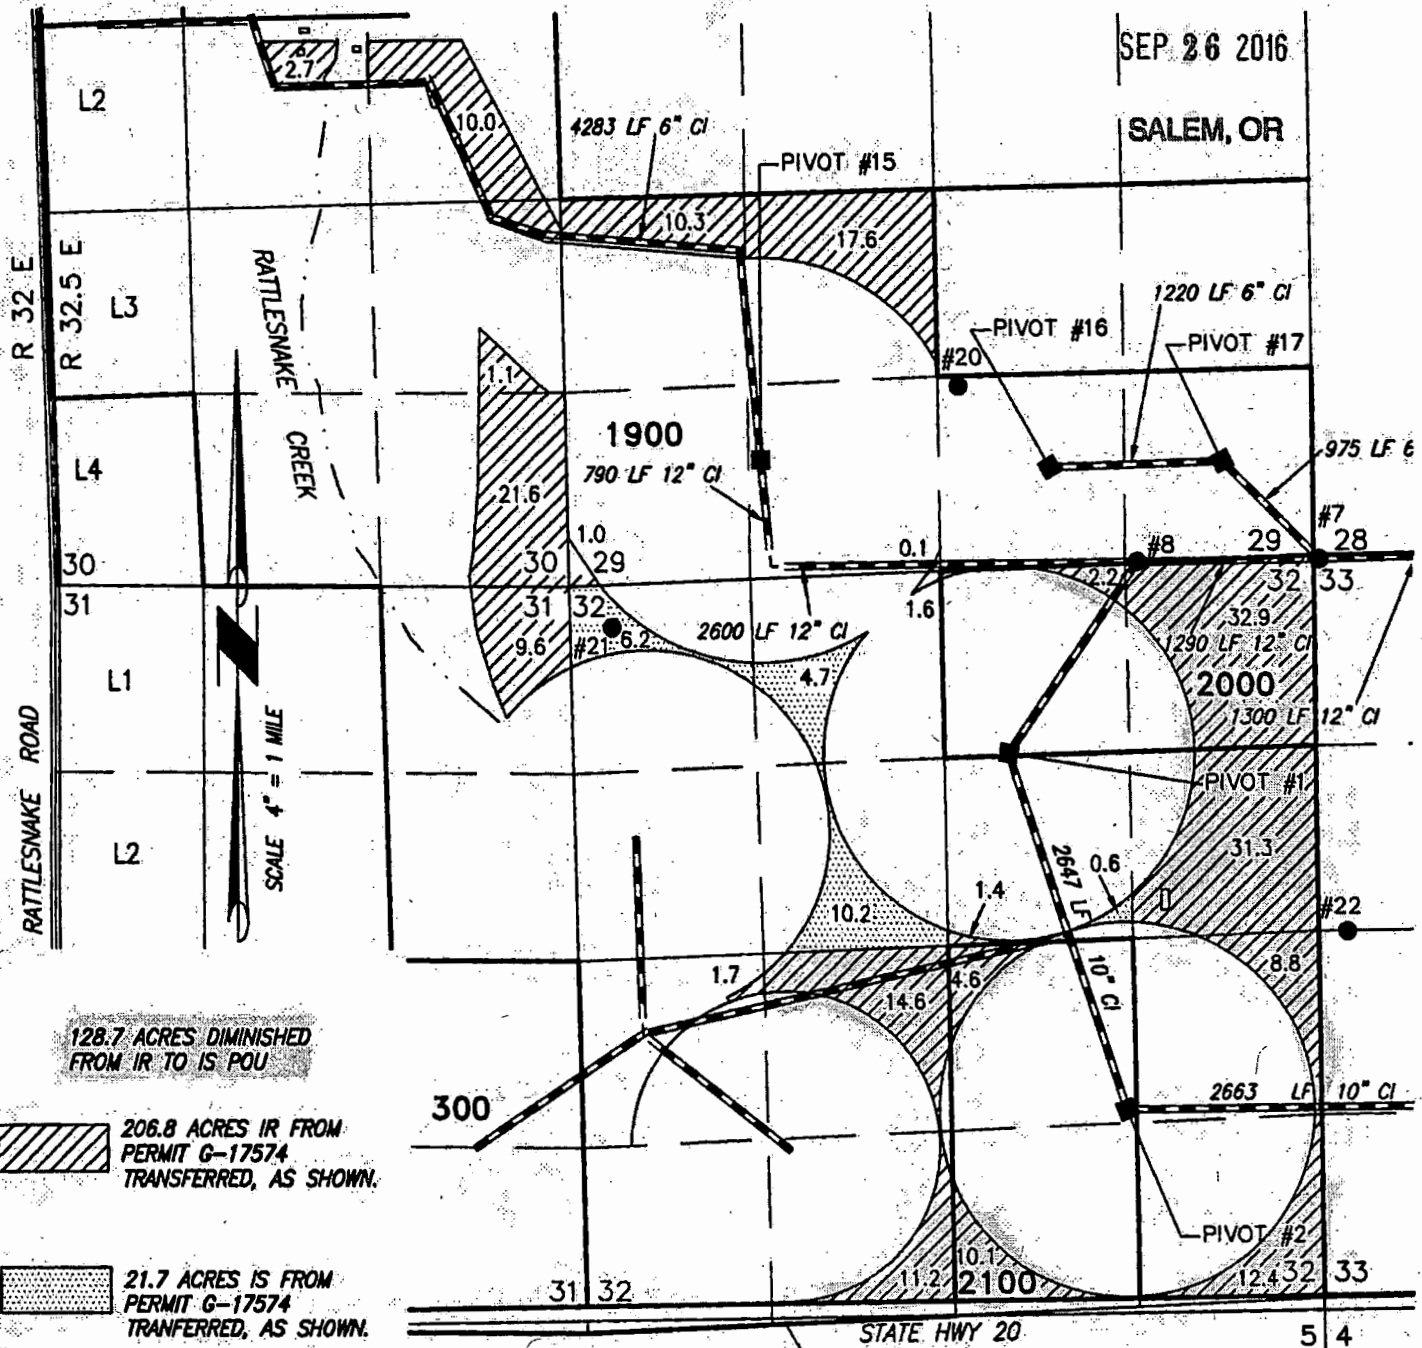 SEP 26 2016
SALEM, OR
2.7
L2
10.0
4283 LF 6" CI
PIVOT #15
10.3
17.6
R 32 E
R 32.5 E
RATTLESNAKE CREEK
L3
1220 LF 6" CI
PIVOT #16
PIVOT #17
#20
1.1
1900
L4
790 LF 12" CI
975 LF 6
21.6
1.0
0.1
#7
#8
29
28
30
30
29
31
31
32
32
33
2.2
1.6
#21
6.2
2600 LF 12" CI
32.9
9.6
1290 LF 12" CI
L1
4.7
2000
1300 LF 12" CI
RATTLESNAKE ROAD
SCALE 4" = 1 MILE
PIVOT #1
L2
2647 LF 10" CI
0.6
31.3
1.4
10.2
#22
1.7
4.6
8.8
14.6
128.7 ACRES DIMINISHED
FROM IR TO IS POU
300
2663 LF 10" CI
206.8 ACRES IR FROM
PERMIT G-17574
TRANSFERRED, AS SHOWN.
PIVOT #2
10.1
11.2
2100
12.4
32
33
31
32
21.7 ACRES IS FROM
PERMIT G-17574
TRANFERRED, AS SHOWN.
STATE HWY 20
5
4